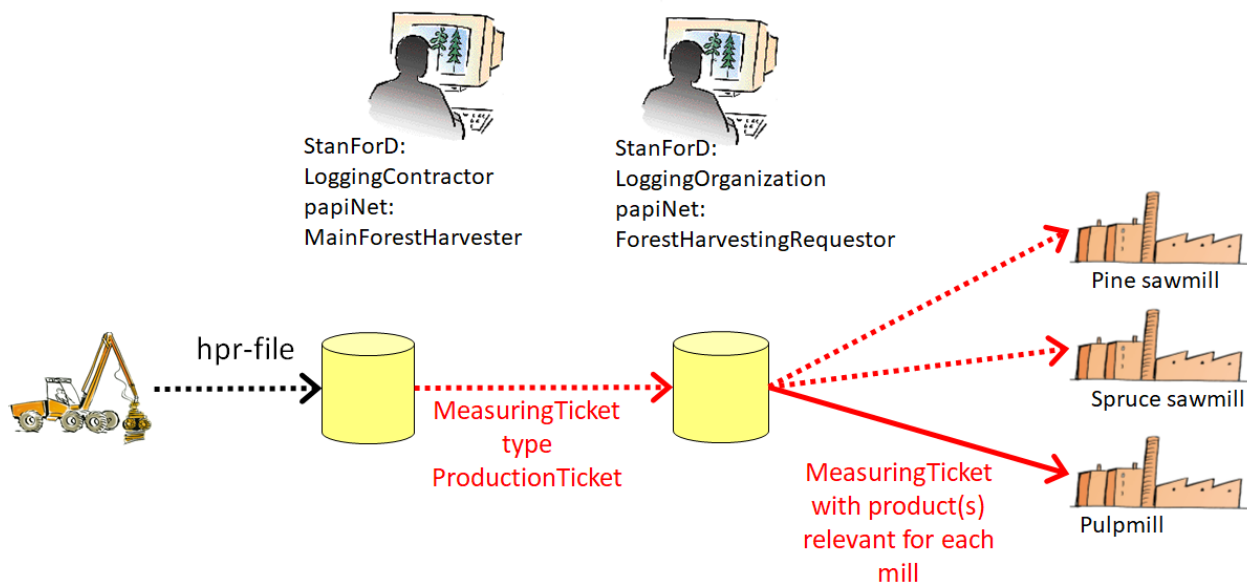 StanForD:
LoggingContractor
papiNet:
MainForestHarvester
StanForD:
LoggingOrganization
papiNet:
ForestHarvestingRequestor
hpr-file
MeasuringTicket
type
ProductionTicket
MeasuringTicket
with product(s)
relevant for each
mill
Pine sawmill
Spruce sawmill
Pulpmill